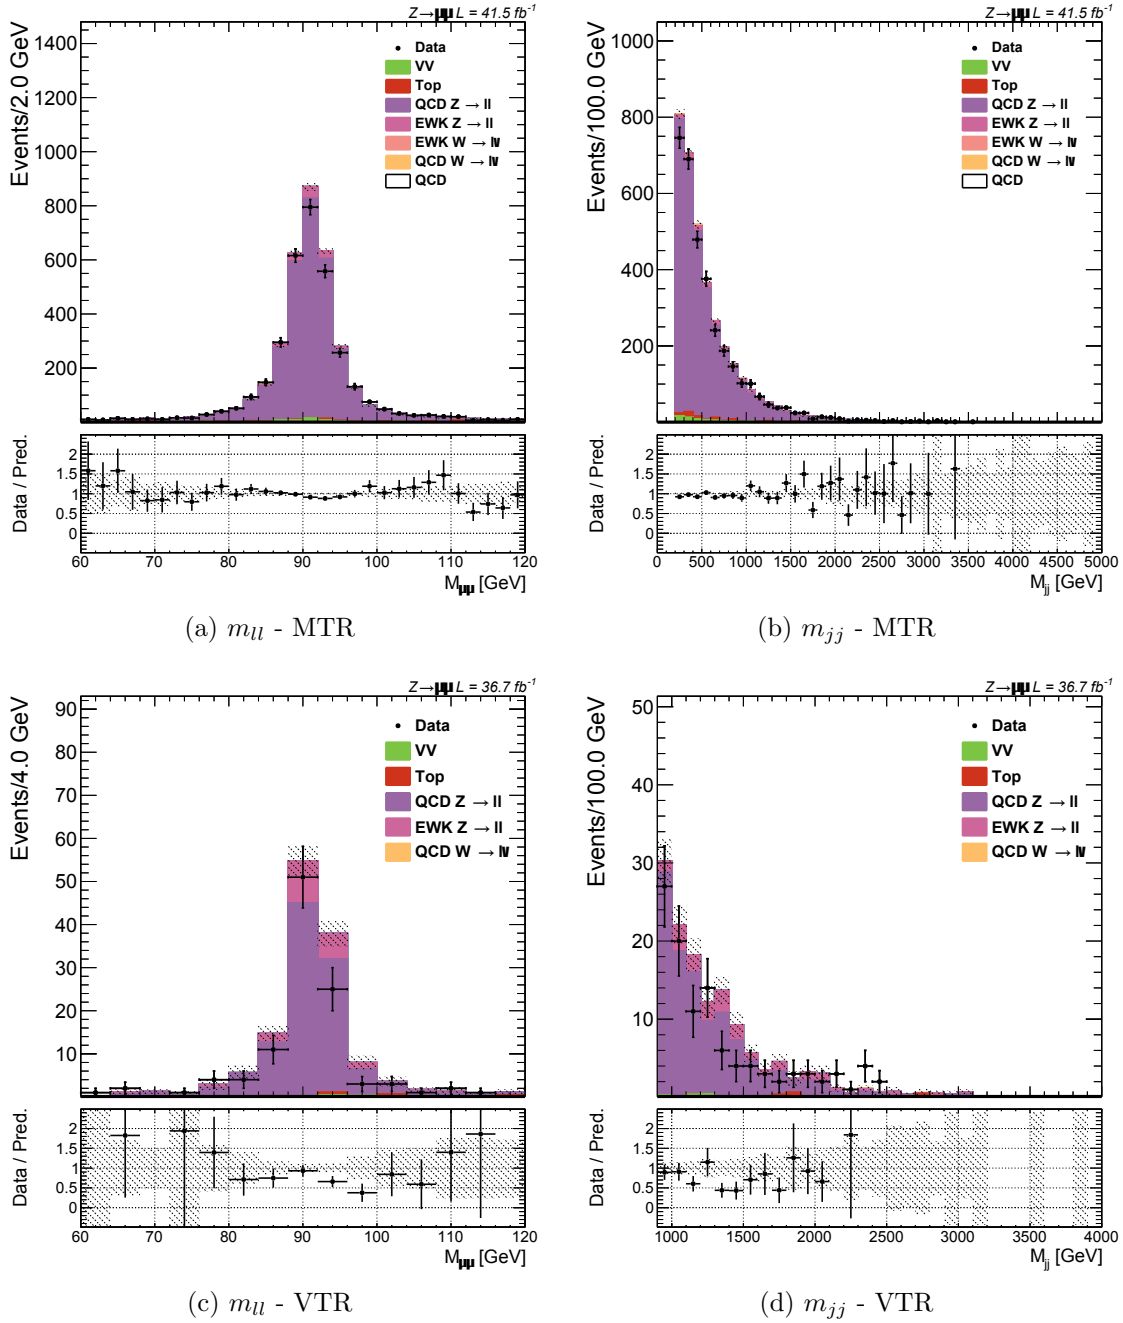 Z→μμ L = 41.5 fb⁻¹
Events/2.0 GeV
1400
1200
1000
800
600
400
200
Data
VV
Top
QCD Z → ll
EWK Z → ll
EWK W → lν
QCD W → lν
QCD
Data / Pred.
2
1.5
1
0.5
0
60 70 80 90 100 110 120
M_μμ [GeV]
(a) m_ll - MTR
Z→μμ L = 41.5 fb⁻¹
Events/100.0 GeV
1000
800
600
400
200
Data
VV
Top
QCD Z → ll
EWK Z → ll
EWK W → lν
QCD W → lν
QCD
Data / Pred.
2
1.5
1
0.5
0
0 500 1000 1500 2000 2500 3000 3500 4000 4500 5000
M_jj [GeV]
(b) m_jj - MTR
Z→μμ L = 36.7 fb⁻¹
Events/4.0 GeV
90
80
70
60
50
40
30
20
10
Data
VV
Top
QCD Z → ll
EWK Z → ll
QCD W → lν
Data / Pred.
2
1.5
1
0.5
0
60 70 80 90 100 110 120
M_μμ [GeV]
(c) m_ll - VTR
Z→μμ L = 36.7 fb⁻¹
Events/100.0 GeV
50
40
30
20
10
Data
VV
Top
QCD Z → ll
EWK Z → ll
QCD W → lν
Data / Pred.
2
1.5
1
0.5
0
1000 1500 2000 2500 3000 3500 4000
M_jj [GeV]
(d) m_jj - VTR